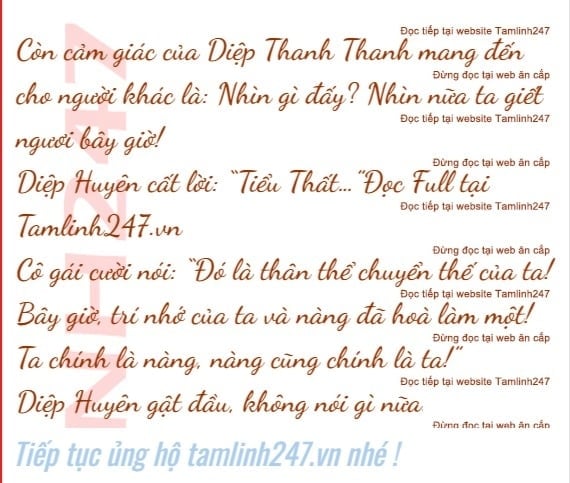 Đọc tiếp tại website Tamlinh247
Còn cảm giác của Diệp Thanh Thanh mang đến
Đừng đọc tại web ăn cắp
cho người khác là: Nhìn gì đấy? Nhìn nữa ta giết
Đọc tiếp tại website Tamlinh247
ngươi bây giờ!
Đừng đọc tại web ăn cắp
Diệp Huyên cất lời: “Tiểu Thất...”Đọc Full tại
Đọc tiếp tại website Tamlinh247
Tamlinh247.vn
Đừng đọc tại web ăn cắp
Cô gái cười nói: “Đó là thân thể chuyển thế của ta!
Đọc tiếp tại website Tamlinh247
Bây giờ, trí nhớ của ta và nàng đã hoà làm một!
Đừng đọc tại web ăn cắp
Ta chính là nàng, nàng cũng chính là ta!”
Đọc tiếp tại website Tamlinh247
Diệp Huyên gật đầu, không nói gì nữa
Đừng đọc tại web ăn cắp
NH247
Tiếp tục ủng hộ tamlinh247.vn nhé !